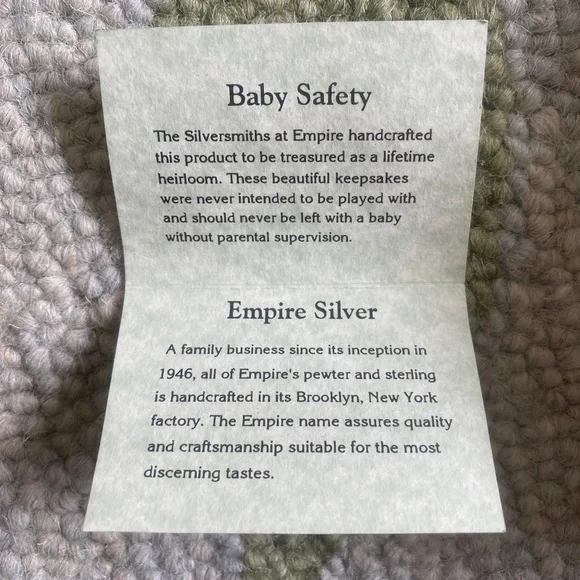 Baby Safety
The Silversmiths at Empire handcrafted
this product to be treasured as a lifetime
heirloom. These beautiful keepsakes
were never intended to be played with
and should never be left with a baby
without parental supervision.
Empire Silver
A family business since its inception in
1946, all of Empire's pewter and sterling
is handcrafted in its Brooklyn, New York
factory. The Empire name assures quality
and craftsmanship suitable for the most
discerning tastes.